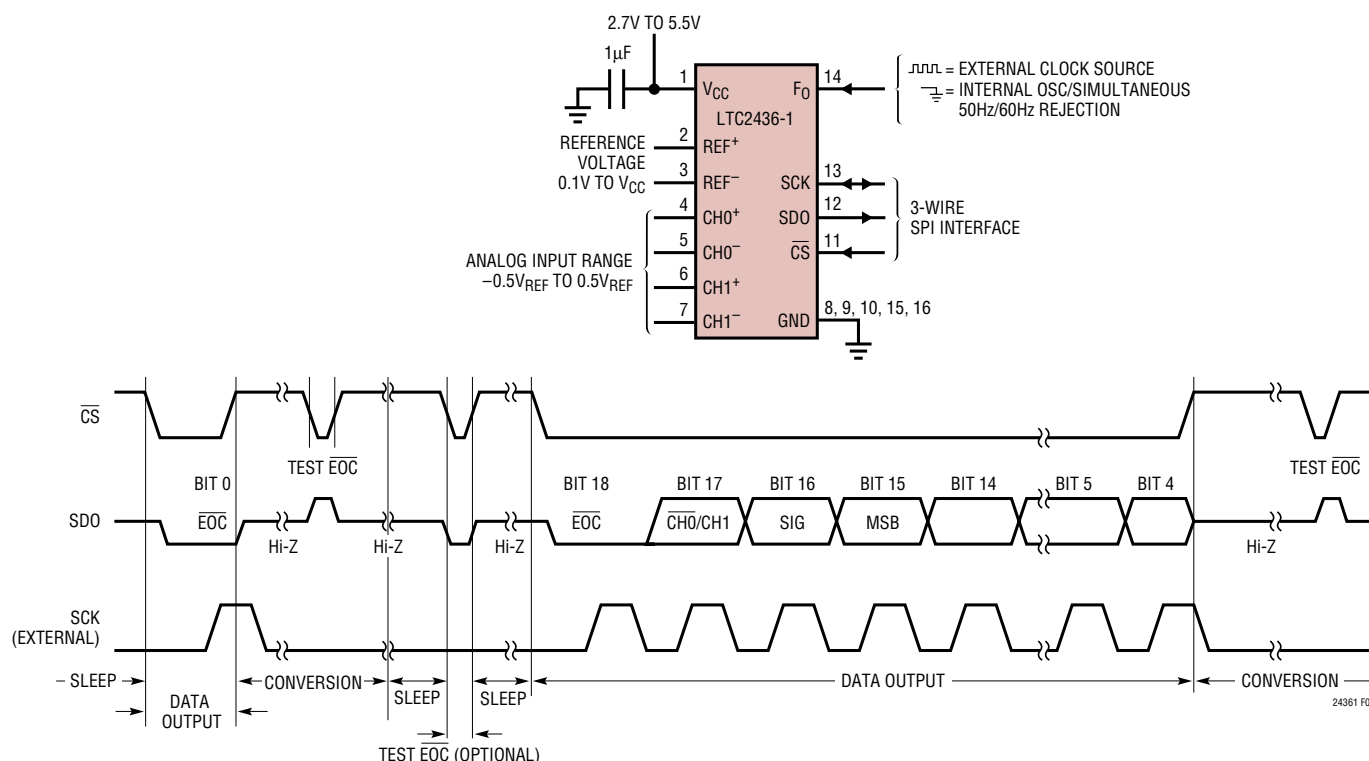 2.7V TO 5.5V
1µF
1
VCC
FO
14
= EXTERNAL CLOCK SOURCE
= INTERNAL OSC/SIMULTANEOUS
50Hz/60Hz REJECTION
LTC2436-1
REFERENCE
VOLTAGE
0.1V TO VCC
2
REF+
3
REF–
SCK
13
4
CH0+
SDO
12
3-WIRE
SPI INTERFACE
5
CH0–
CS
11
ANALOG INPUT RANGE
–0.5VREF TO 0.5VREF
6
CH1+
7
CH1–
GND
8, 9, 10, 15, 16
CS
TEST EOC
TEST EOC
BIT 0
BIT 18
BIT 17
BIT 16
BIT 15
BIT 14
BIT 5
BIT 4
SDO
EOC
EOC
CH0/CH1
SIG
MSB
Hi-Z
Hi-Z
Hi-Z
Hi-Z
SCK
(EXTERNAL)
SLEEP
DATA
OUTPUT
CONVERSION
SLEEP
SLEEP
DATA OUTPUT
CONVERSION
24361 F0
TEST EOC (OPTIONAL)